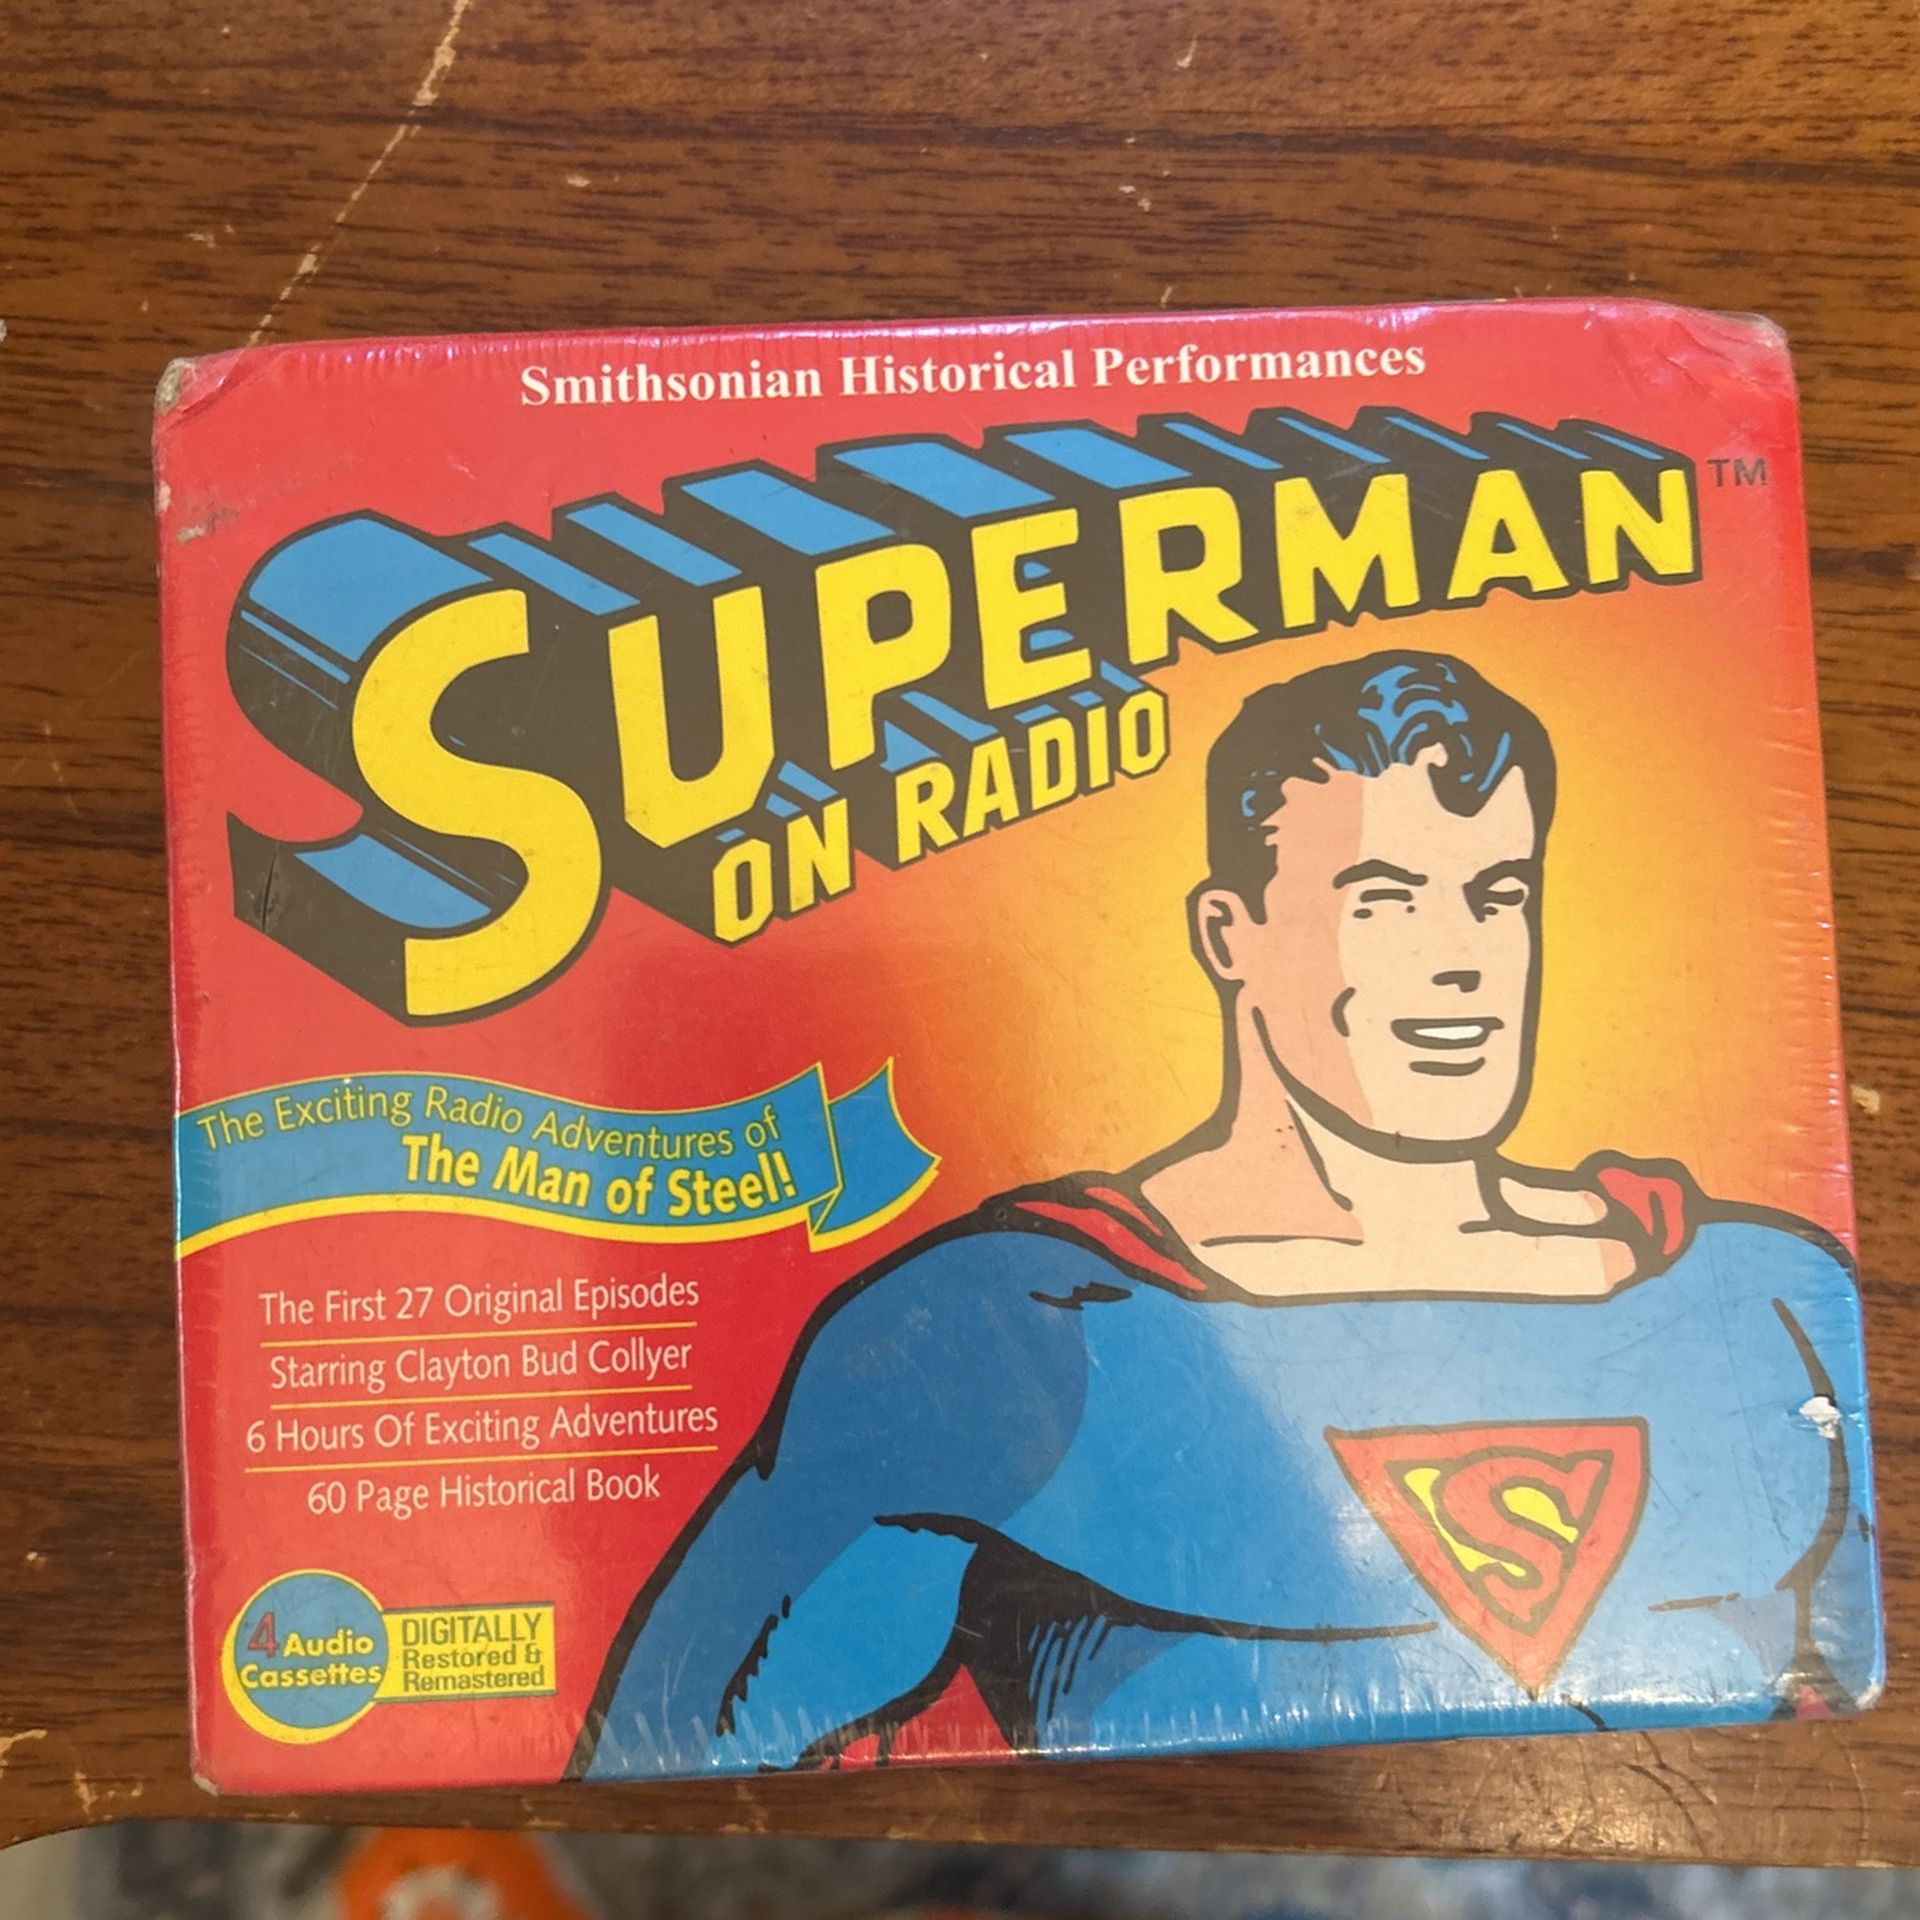 Smithsonian Historical Performances
SUPERMAN TM
ON RADIO
The Exciting Radio Adventures of
The Man of Steel!
The First 27 Original Episodes
Starring Clayton Bud Collyer
6 Hours Of Exciting Adventures
60 Page Historical Book
4 Audio
Cassettes
DIGITALLY
Restored &
Remastered
S